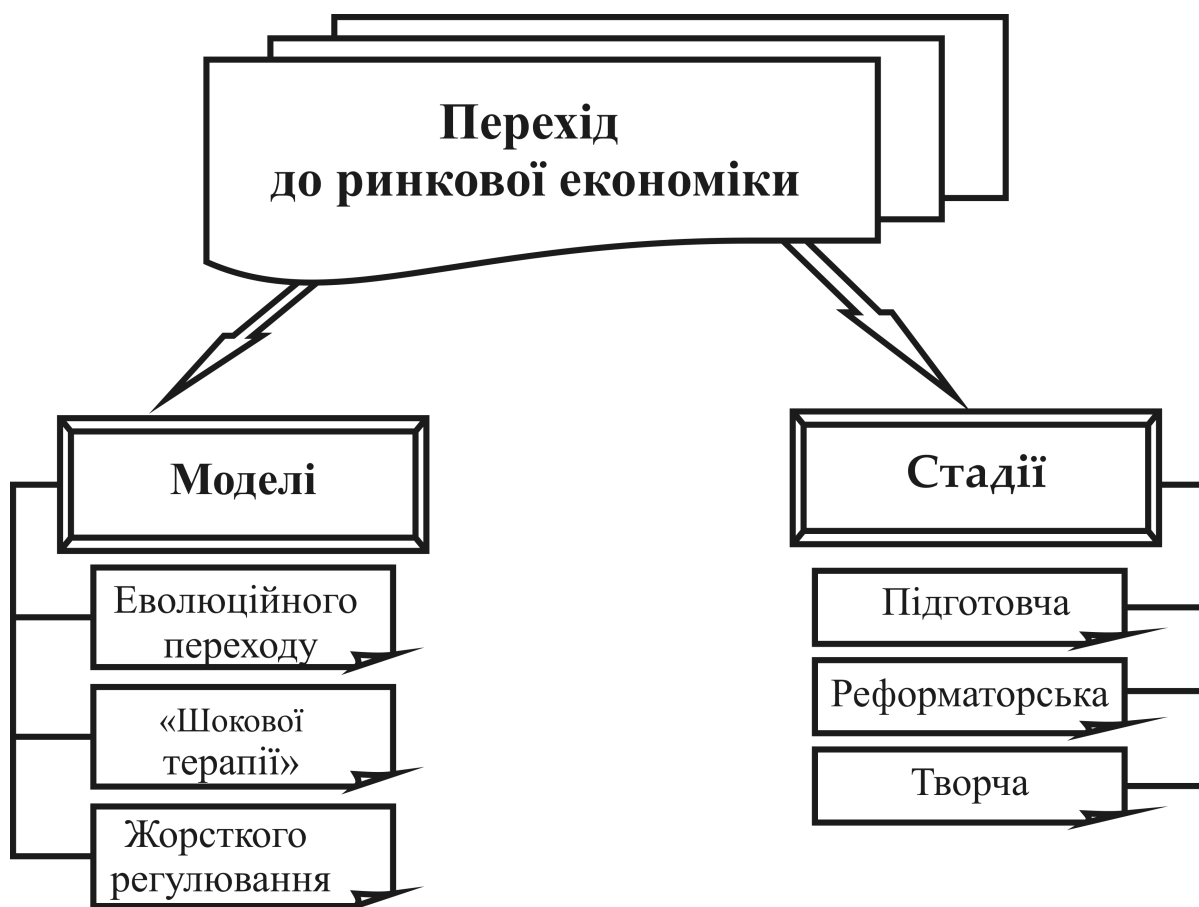 Перехід
до ринкової економіки
Моделі
Еволюційного
переходу
«Шокової
терапії»
Жорсткого
регулювання
Стадії
Підготовча
Реформаторська
Творча